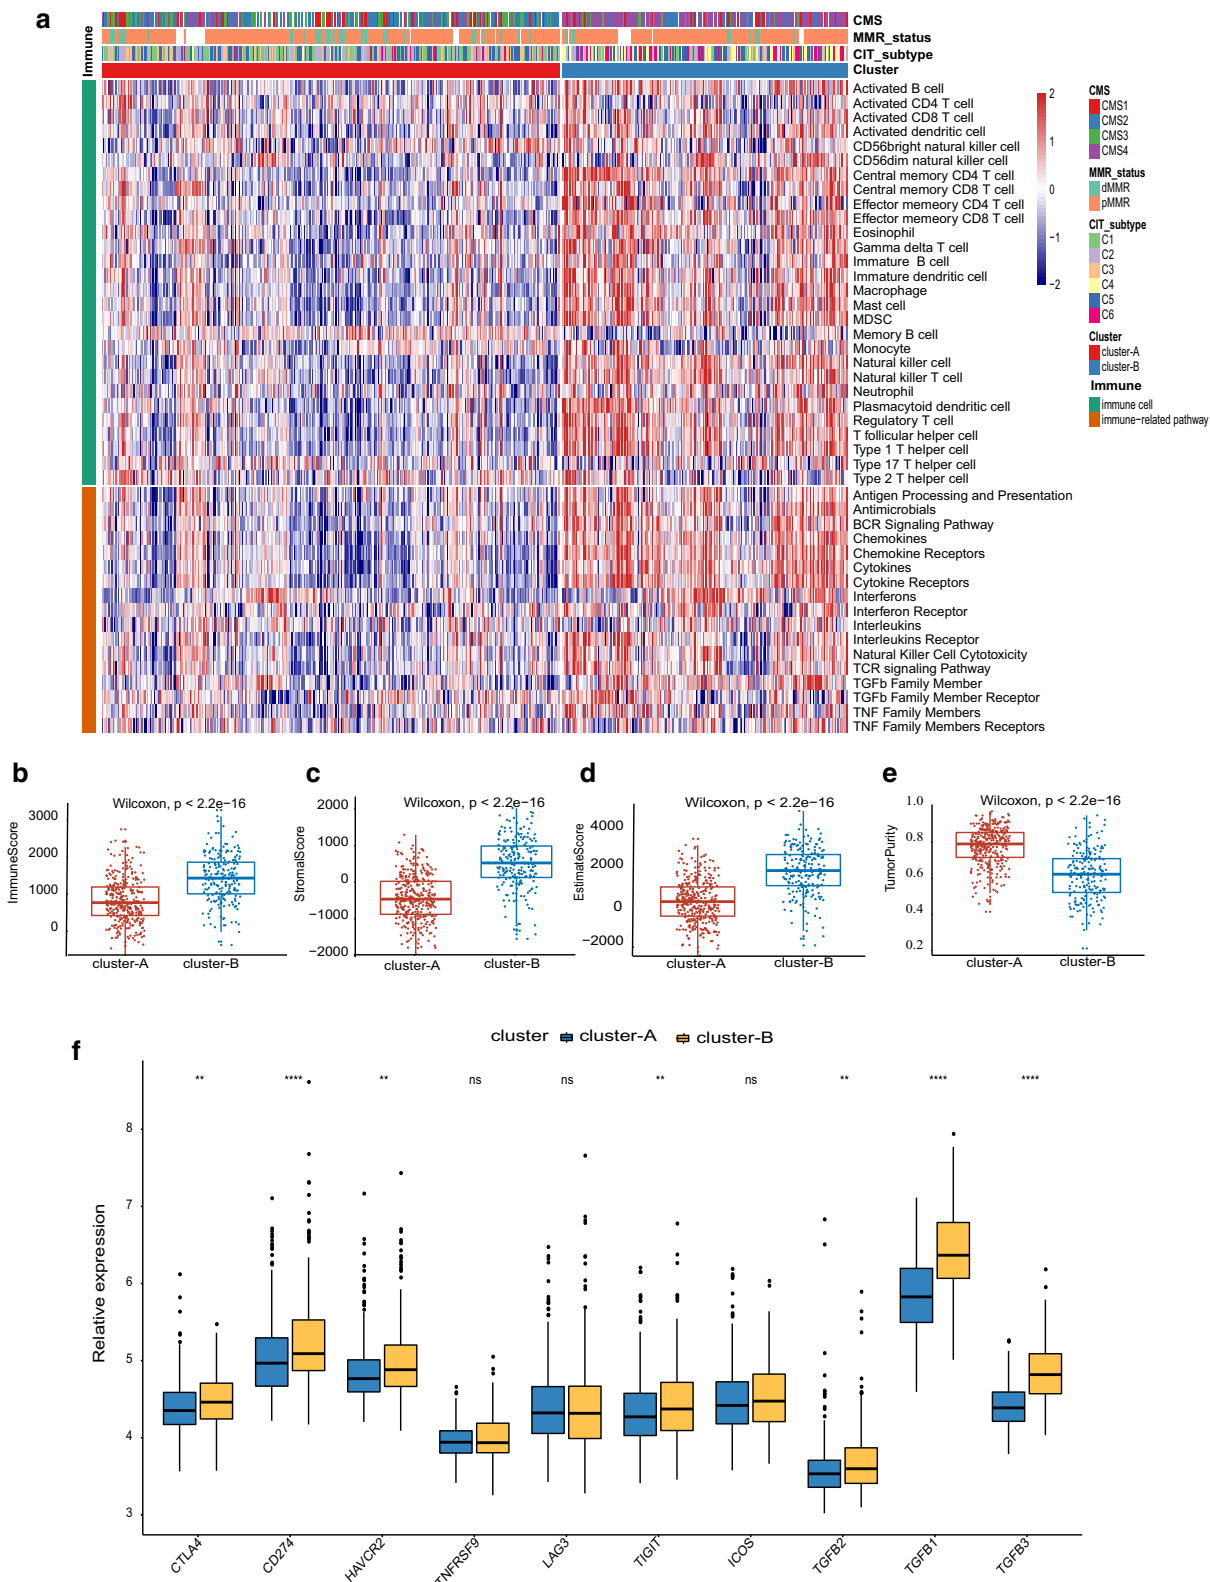 a
Immune
CMS
MMR_status
CIT_subtype
Cluster
Activated B cell
Activated CD4 T cell
Activated CD8 T cell
Activated dendritic cell
CD56bright natural killer cell
CD56dim natural killer cell
Central memory CD4 T cell
Central memory CD8 T cell
Effector memeory CD4 T cell
Effector memeory CD8 T cell
Eosinophil
Gamma delta T cell
Immature B cell
Immature dendritic cell
Macrophage
Mast cell
MDSC
Memory B cell
Monocyte
Natural killer cell
Natural killer T cell
Neutrophil
Plasmacytoid dendritic cell
Regulatory T cell
T follicular helper cell
Type 1 T helper cell
Type 17 T helper cell
Type 2 T helper cell
Antigen Processing and Presentation
Antimicrobials
BCR Signaling Pathway
Chemokines
Chemokine Receptors
Cytokines
Cytokine Receptors
Interferons
Interferon Receptor
Interleukins
Interleukins Receptor
Natural Killer Cell Cytotoxicity
TCR signaling Pathway
TGFb Family Member
TGFb Family Member Receptor
TNF Family Members
TNF Family Members Receptors
2
1
0
−1
−2
CMS
CMS1
CMS2
CMS3
CMS4
MMR_status
dMMR
pMMR
CIT_subtype
C1
C2
C3
C4
C5
C6
Cluster
cluster-A
cluster-B
Immune
immune cell
immune−related pathway
b
Wilcoxon, p < 2.2e−16
ImmuneScore
3000
2000
1000
0
cluster-A
cluster-B
c
Wilcoxon, p < 2.2e−16
StromalScore
2000
1000
0
−1000
−2000
cluster-A
cluster-B
d
Wilcoxon, p < 2.2e−16
EstimateScore
4000
2000
0
−2000
cluster-A
cluster-B
e
Wilcoxon, p < 2.2e−16
TumorPurity
1.0
0.8
0.6
0.4
0.2
cluster-A
cluster-B
f
cluster cluster-A cluster-B
** **** ** ns ns ** ns ** **** ****
Relative expression
8
7
6
5
4
3
CTLA4
CD274
HAVCR2
TNFRSF9
LAG3
TIGIT
ICOS
TGFB2
TGFB1
TGFB3